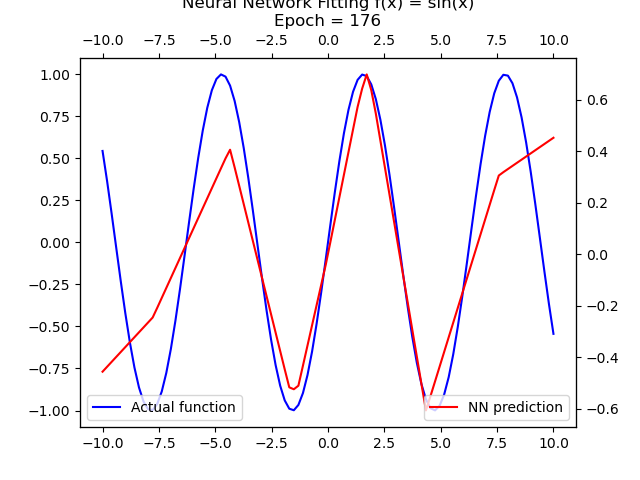 Neural Network Fitting f(x) = sin(x)
Epoch = 176
−10.0 −7.5 −5.0 −2.5 0.0 2.5 5.0 7.5 10.0
1.00
0.75
0.50
0.25
0.00
−0.25
−0.50
−0.75
−1.00
0.6
0.4
0.2
0.0
−0.2
−0.4
−0.6
Actual function
NN prediction
−10.0 −7.5 −5.0 −2.5 0.0 2.5 5.0 7.5 10.0